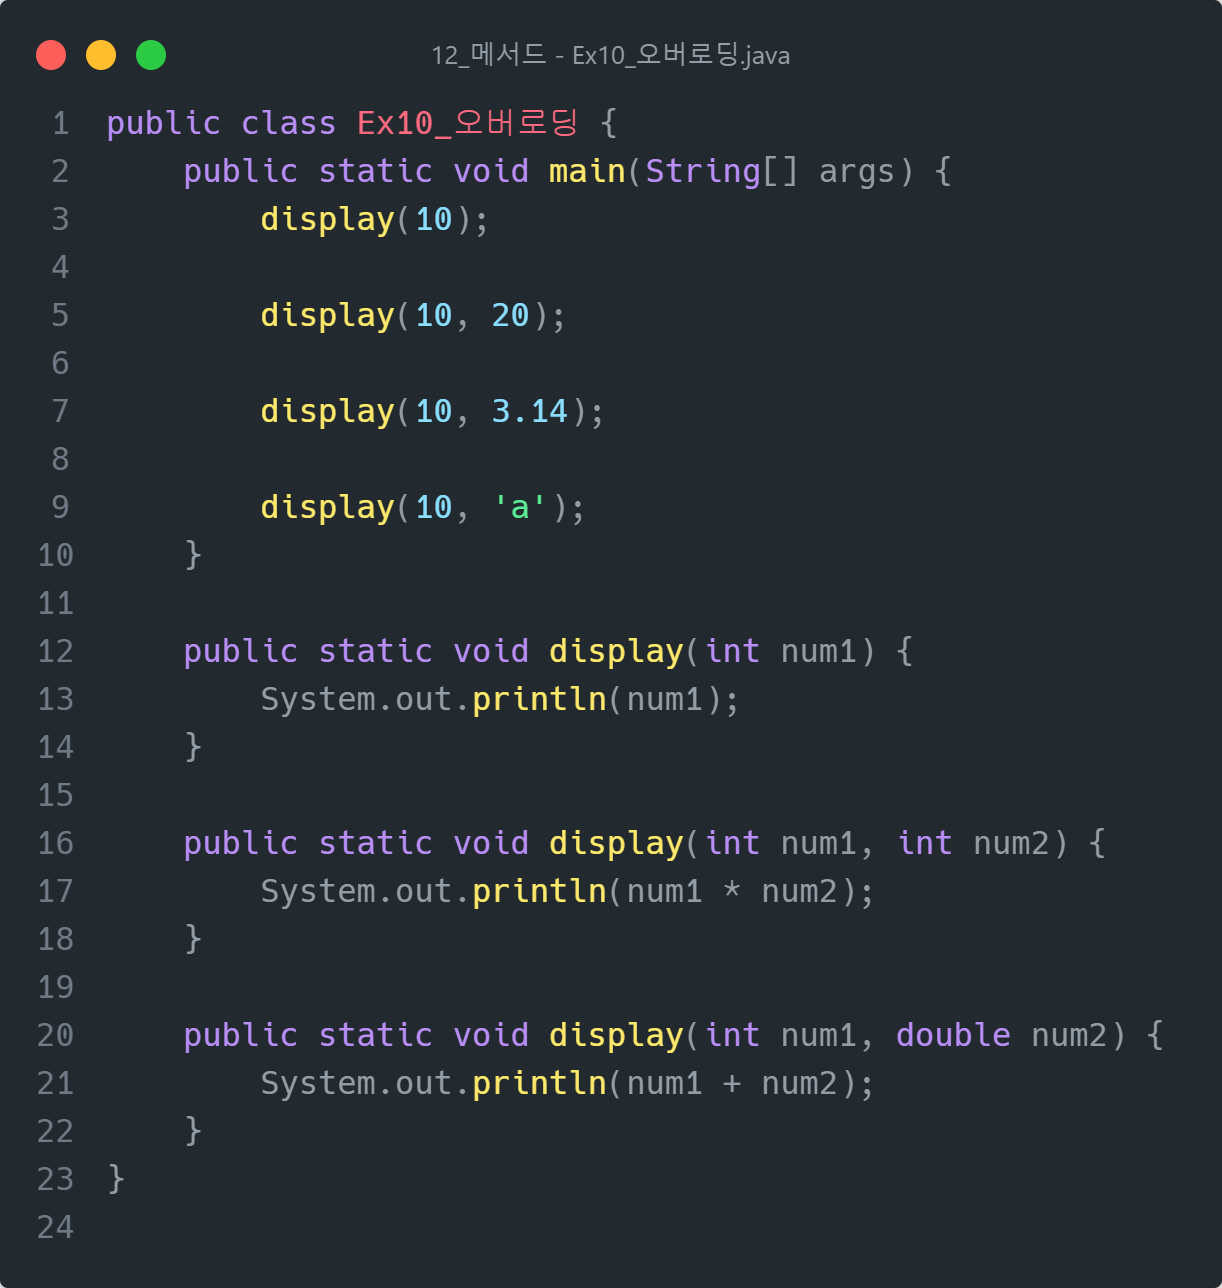 12_메서드 - Ex10_오버로딩.java
1 public class Ex10_오버로딩 {
2     public static void main(String[] args) {
3         display(10);
4
5         display(10, 20);
6
7         display(10, 3.14);
8
9         display(10, 'a');
10     }
11
12     public static void display(int num1) {
13         System.out.println(num1);
14     }
15
16     public static void display(int num1, int num2) {
17         System.out.println(num1 * num2);
18     }
19
20     public static void display(int num1, double num2) {
21         System.out.println(num1 + num2);
22     }
23 }
24